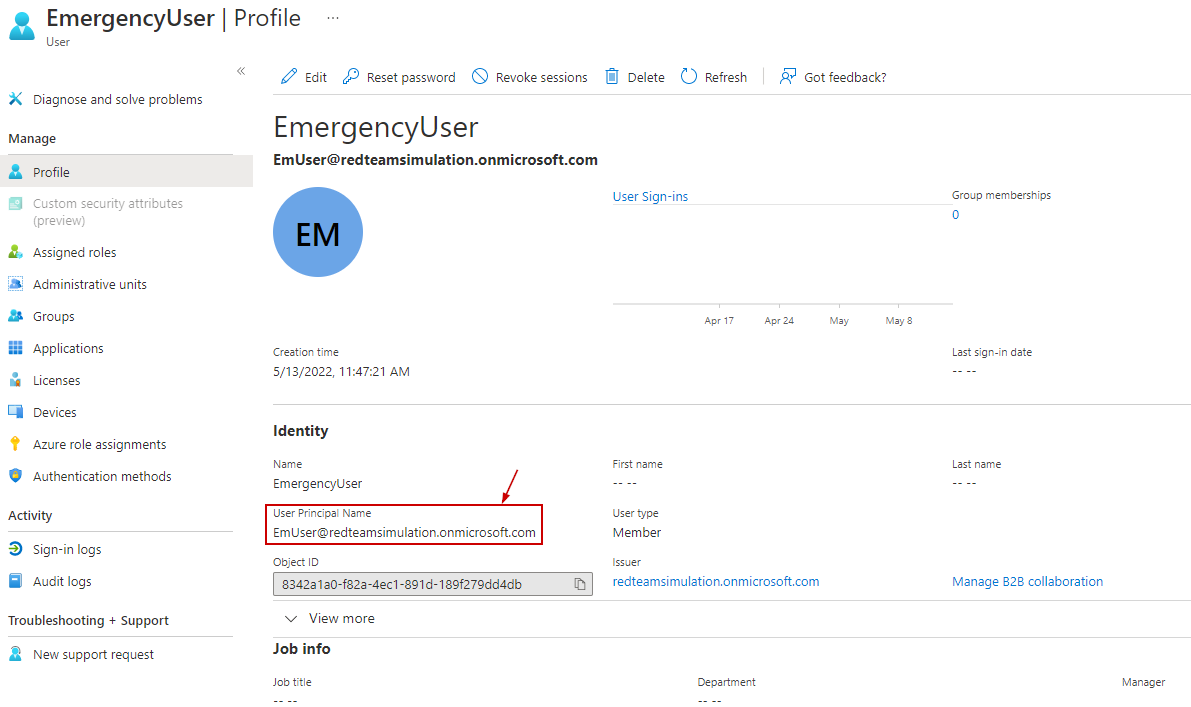 EmergencyUser | Profile ...
User
«
Edit Reset password Revoke sessions Delete Refresh Got feedback?
Diagnose and solve problems
Manage
Profile
Custom security attributes
(preview)
Assigned roles
Administrative units
Groups
Applications
Licenses
Devices
Azure role assignments
Authentication methods
Activity
Sign-in logs
Audit logs
Troubleshooting + Support
New support request
EmergencyUser
EmUser@redteamsimulation.onmicrosoft.com
EM
User Sign-ins
Group memberships
0
Apr 17 Apr 24 May May 8
Creation time
5/13/2022, 11:47:21 AM
Last sign-in date
-- --
Identity
Name
EmergencyUser
First name
-- --
Last name
-- --
User Principal Name
EmUser@redteamsimulation.onmicrosoft.com
User type
Member
Object ID
8342a1a0-f82a-4ec1-891d-189f279dd4db
Issuer
redteamsimulation.onmicrosoft.com
Manage B2B collaboration
View more
Job info
Job title
-- --
Department
-- --
Manager